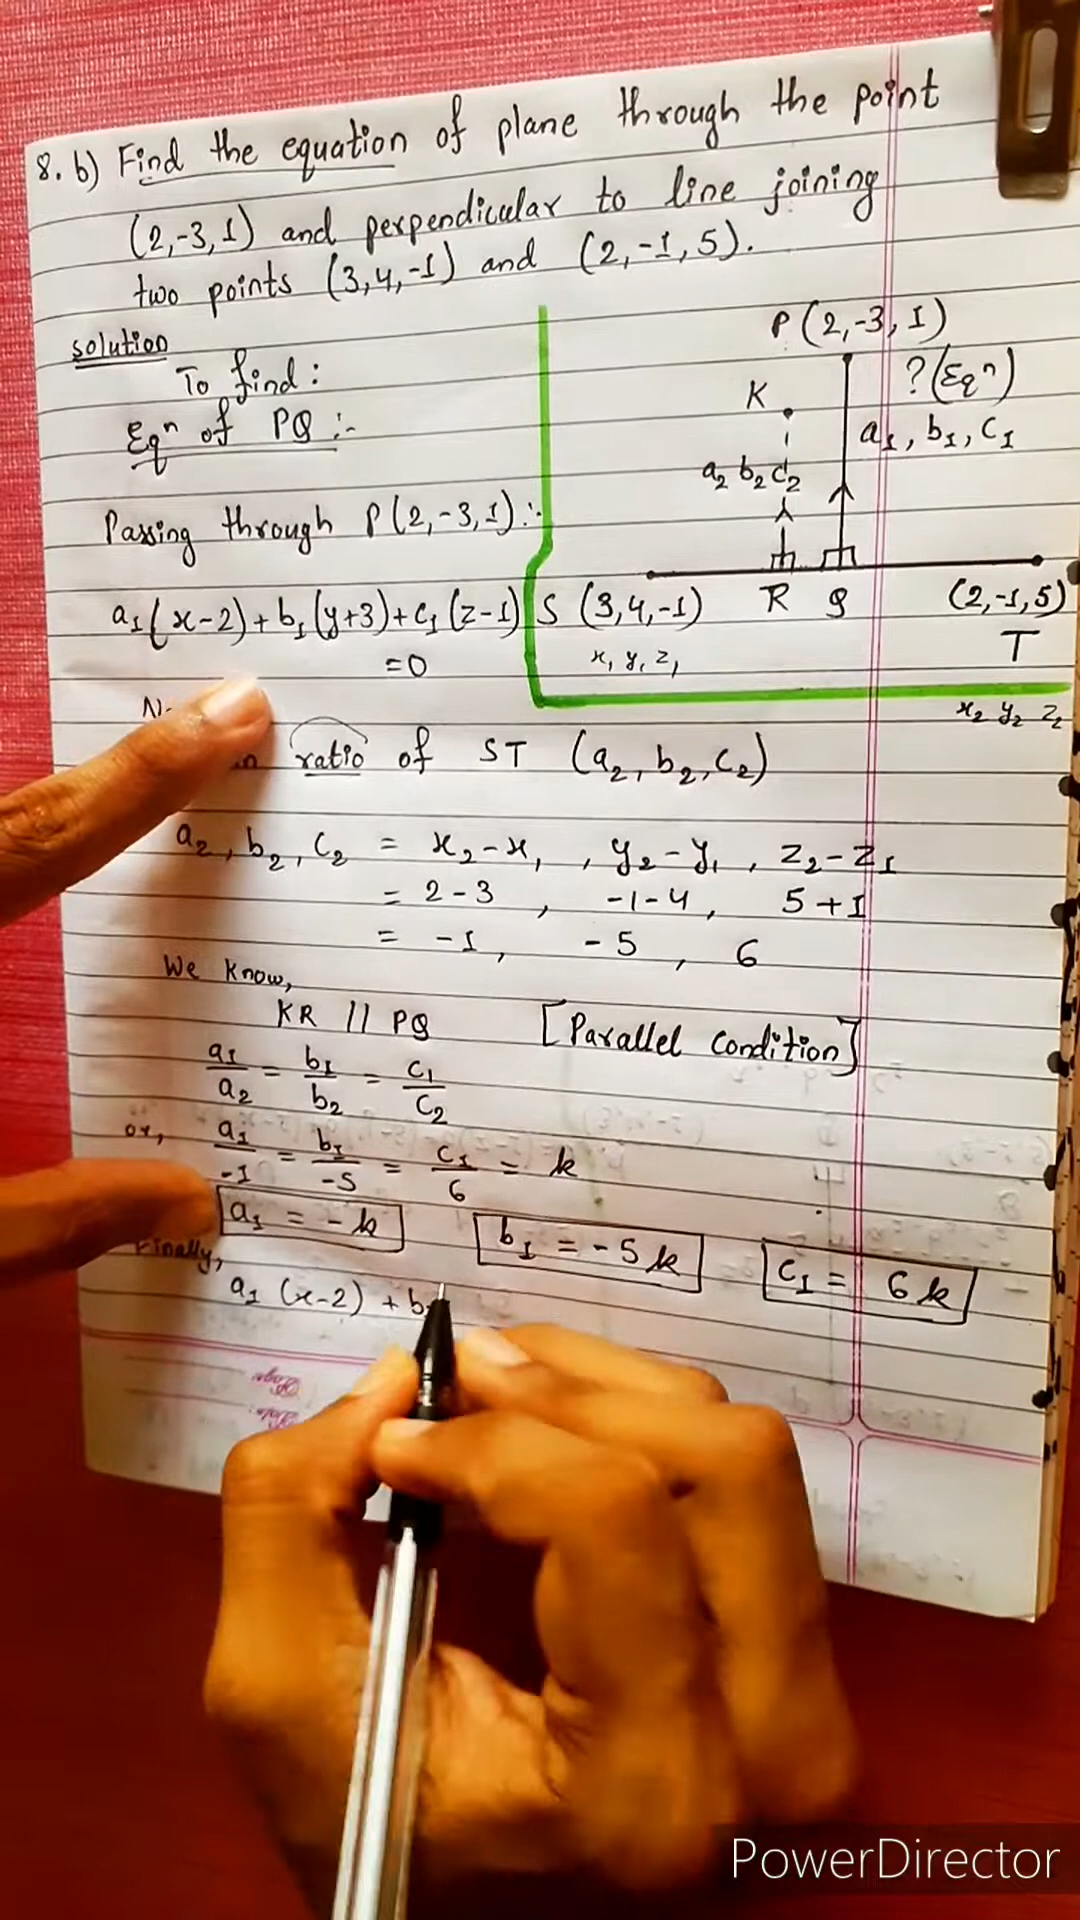 8. b) Find the equation of plane through the point
(2,-3,1) and perpendicular to line joining
two points (3,4,-1) and (2,-1,5).
solution
To find:
Eqⁿ of PQ :-
Passing through P(2,-3,1):-
a₁(x-2)+b₁(y+3)+c₁(z-1)
=0
P(2,-3,1)
?(Eqⁿ)
K
a₁, b₁, c₁
a₂ b₂ c₂
S (3,4,-1) R Q (2,-1,5)
x₁ y₁ z₁ T
x₂ y₂ z₂
ratio of ST (a₂, b₂, c₂)
a₂, b₂, c₂ = x₂-x₁, y₂-y₁, z₂-z₁
= 2-3, -1-4, 5+1
= -1, -5, 6
We know,
KR // PQ [Parallel condition]
a₁/a₂ = b₁/b₂ = c₁/c₂
or, a₁/-1 = b₁/-5 = c₁/6 = k
a₁ = -k b₁ = -5k c₁ = 6k
Finally,
a₁ (x-2) + b
PowerDirector